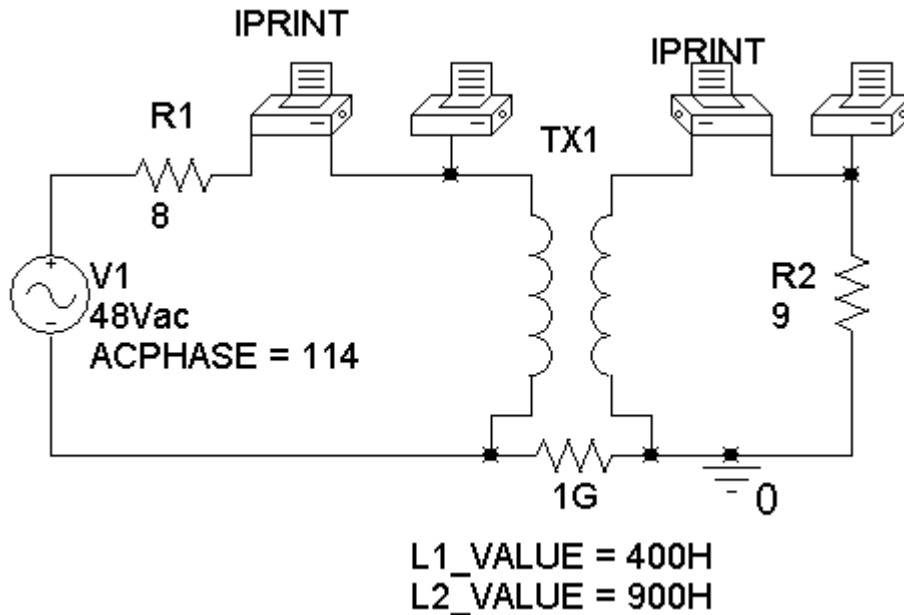 IPRINT
IPRINT
R1
8
TX1
V1
48Vac
ACPHASE = 114
R2
9
1G
0
L1_VALUE = 400H
L2_VALUE = 900H